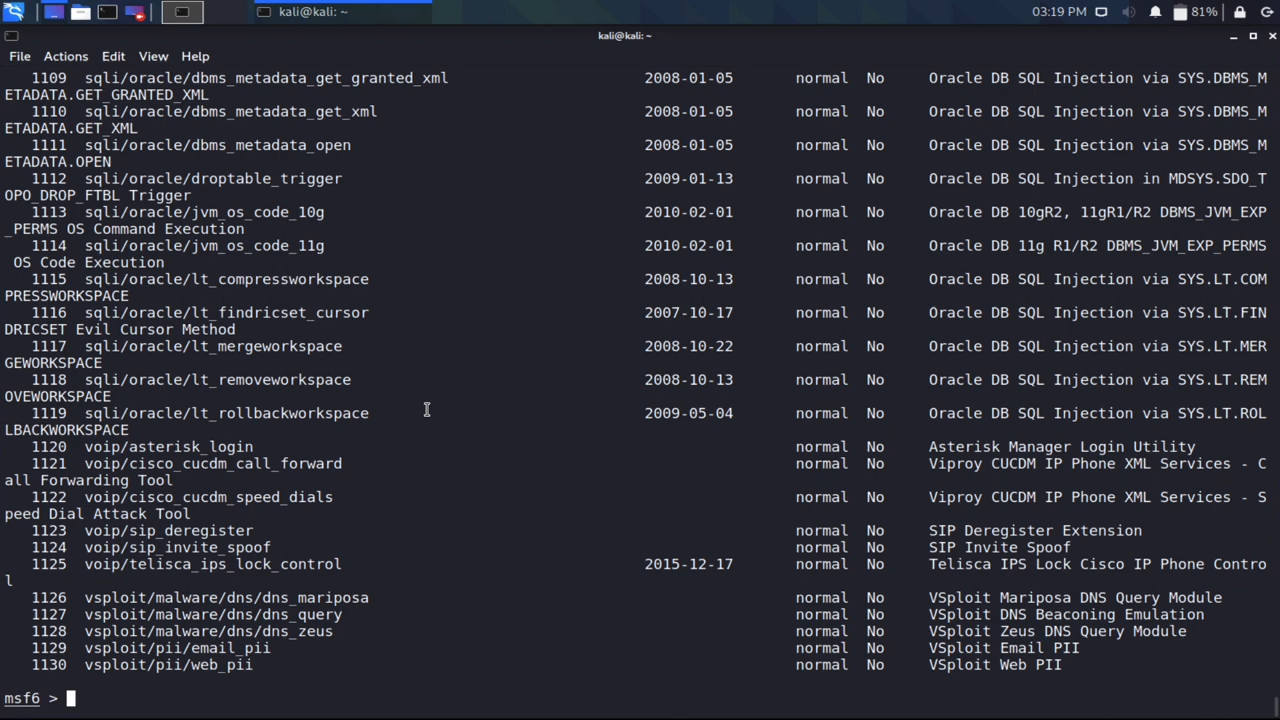 kali@kali: ~
03:19 PM
81%
kali@kali: ~
File Actions Edit View Help
1109 sqli/oracle/dbms_metadata_get_granted_xml 2008-01-05 normal No Oracle DB SQL Injection via SYS.DBMS_M
ETADATA.GET_GRANTED_XML
1110 sqli/oracle/dbms_metadata_get_xml 2008-01-05 normal No Oracle DB SQL Injection via SYS.DBMS_M
ETADATA.GET_XML
1111 sqli/oracle/dbms_metadata_open 2008-01-05 normal No Oracle DB SQL Injection via SYS.DBMS_M
ETADATA.OPEN
1112 sqli/oracle/droptable_trigger 2009-01-13 normal No Oracle DB SQL Injection in MDSYS.SDO_T
OPO_DROP_FTBL Trigger
1113 sqli/oracle/jvm_os_code_10g 2010-02-01 normal No Oracle DB 10gR2, 11gR1/R2 DBMS_JVM_EXP
_PERMS OS Command Execution
1114 sqli/oracle/jvm_os_code_11g 2010-02-01 normal No Oracle DB 11g R1/R2 DBMS_JVM_EXP_PERMS
OS Code Execution
1115 sqli/oracle/lt_compressworkspace 2008-10-13 normal No Oracle DB SQL Injection via SYS.LT.COM
PRESSWORKSPACE
1116 sqli/oracle/lt_findricset_cursor 2007-10-17 normal No Oracle DB SQL Injection via SYS.LT.FIN
DRICSET Evil Cursor Method
1117 sqli/oracle/lt_mergeworkspace 2008-10-22 normal No Oracle DB SQL Injection via SYS.LT.MER
GEWORKSPACE
1118 sqli/oracle/lt_removeworkspace 2008-10-13 normal No Oracle DB SQL Injection via SYS.LT.REM
OVEWORKSPACE
1119 sqli/oracle/lt_rollbackworkspace 2009-05-04 normal No Oracle DB SQL Injection via SYS.LT.ROL
LBACKWORKSPACE
1120 voip/asterisk_login normal No Asterisk Manager Login Utility
1121 voip/cisco_cucdm_call_forward normal No Viproy CUCDM IP Phone XML Services - C
all Forwarding Tool
1122 voip/cisco_cucdm_speed_dials normal No Viproy CUCDM IP Phone XML Services - S
peed Dial Attack Tool
1123 voip/sip_deregister normal No SIP Deregister Extension
1124 voip/sip_invite_spoof normal No SIP Invite Spoof
1125 voip/telisca_ips_lock_control 2015-12-17 normal No Telisca IPS Lock Cisco IP Phone Contro
l
1126 vsploit/malware/dns/dns_mariposa normal No VSploit Mariposa DNS Query Module
1127 vsploit/malware/dns/dns_query normal No VSploit DNS Beaconing Emulation
1128 vsploit/malware/dns/dns_zeus normal No VSploit Zeus DNS Query Module
1129 vsploit/pii/email_pii normal No VSploit Email PII
1130 vsploit/pii/web_pii normal No VSploit Web PII
msf6 >